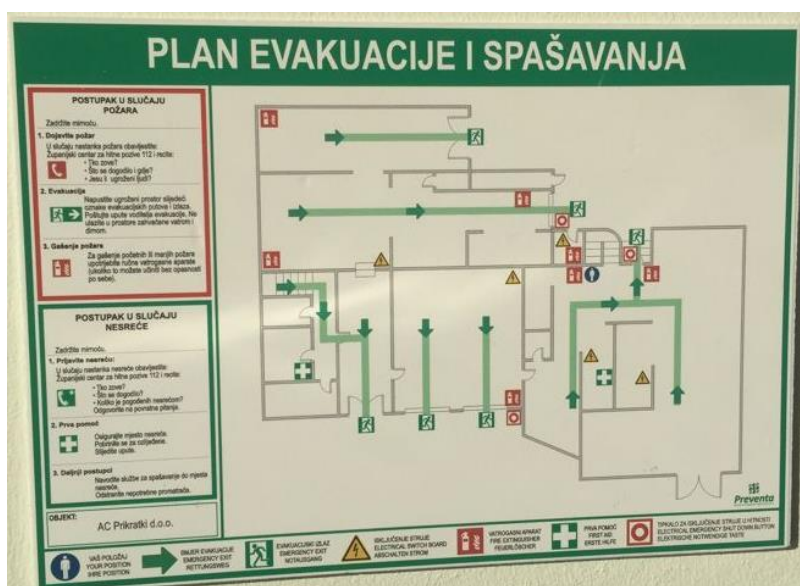 PLAN EVAKUACIJE I SPAŠAVANJA
POSTUPAK U SLUČAJU
POŽARA
Zadržite mirnoću.
1. Dojavite požar
U slučaju nastanka požara obavijestite:
Županijski centar za hitne pozive 112 i recite:
• Tko zove?
• Što se dogodilo i gdje?
• Jesu li ugroženi ljudi?
2. Evakuacija
Napustite ugroženi prostor slijedeći
oznake evakuacijskih putova i izlaza.
Poštujte upute voditelja evakuacije. Ne
ulazite u prostore zahvaćene vatrom i
dimom.
3. Gašenje požara
Za gašenje početnih ili manjih požara
upotrijebite ručne vatrogasne aparate
(ukoliko to možete učiniti bez opasnosti
po sebe).
POSTUPAK U SLUČAJU
NESREĆE
Zadržite mirnoću.
1. Prijavite nesreću:
U slučaju nastanka nesreće obavijestite:
Županijski centar za hitne pozive 112 i recite:
• Tko zove?
• Što se dogodilo?
• Koliko je pogođenih nesrećom?
Odgovorite na povratna pitanja.
2. Prva pomoć
Osigurajte mjesto nesreće.
Pobrinite se za ozlijeđene.
Slijedite upute.
3. Daljnji postupci
Navodite službe za spašavanje do mjesta
nesreće.
Odstranite nepotrebne promatrače.
OBJEKT:
AC Prikratki d.o.o.
Preventa
VAŠ POLOŽAJ
YOUR POSITION
IHRE POSITION
SMJER EVAKUACIJE
EMERGENCY EXIT
RETTUNGSWEG
EVAKUACIJSKI IZLAZ
EMERGENCY EXIT
NOTAUSGANG
ISKLJUČENJE STRUJE
ELECTRICAL SWITCH BOARD
ABSCHALTEN STROM
VATROGASNI APARAT
FIRE EXTINGUISHER
FEUERLÖSCHER
PRVA POMOĆ
FIRST AID
ERSTE HILFE
TIPKALO ZA ISKLJUČENJE STRUJE U HITNOSTI
ELECTRICAL EMERGENCY SHUT DOWN BUTTON
ELEKTRISCHE NOTWENDIGE TASTE